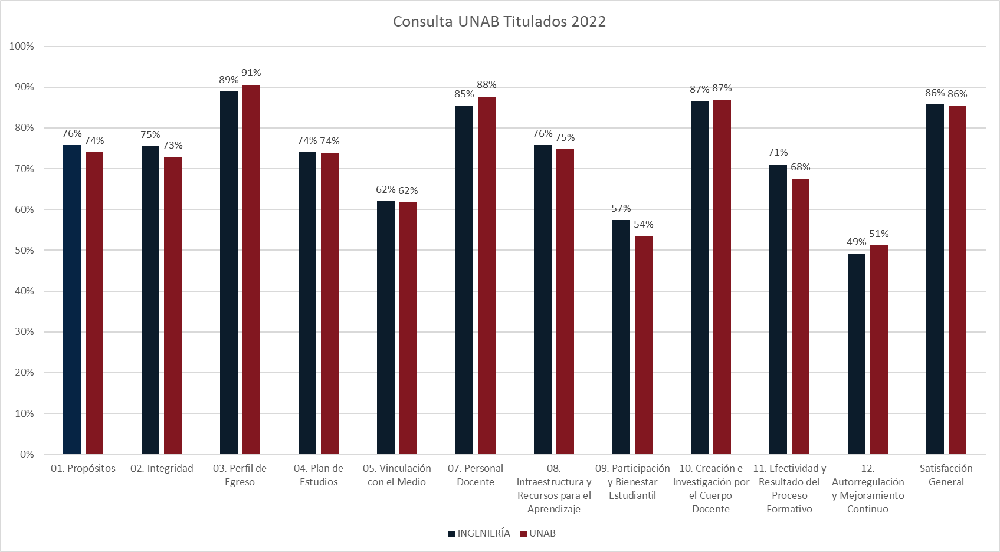 Consulta UNAB Titulados 2022
100%
90%
80%
70%
60%
50%
40%
30%
20%
10%
0%
76%
74%
75%
73%
89%
91%
74%
74%
62%
62%
85%
88%
76%
75%
57%
54%
87%
87%
71%
68%
49%
51%
86%
86%
01. Propósitos
02. Integridad
03. Perfil de
Egreso
04. Plan de
Estudios
05. Vinculación
con el Medio
07. Personal
Docente
08.
Infraestructura y
Recursos para el
Aprendizaje
09. Participación
y Bienestar
Estudiantil
10. Creación e
Investigación por
el Cuerpo
Docente
11. Efectividad y
Resultado del
Proceso
Formativo
12.
Autorregulación
y Mejoramiento
Continuo
Satisfacción
General
INGENIERÍA
UNAB